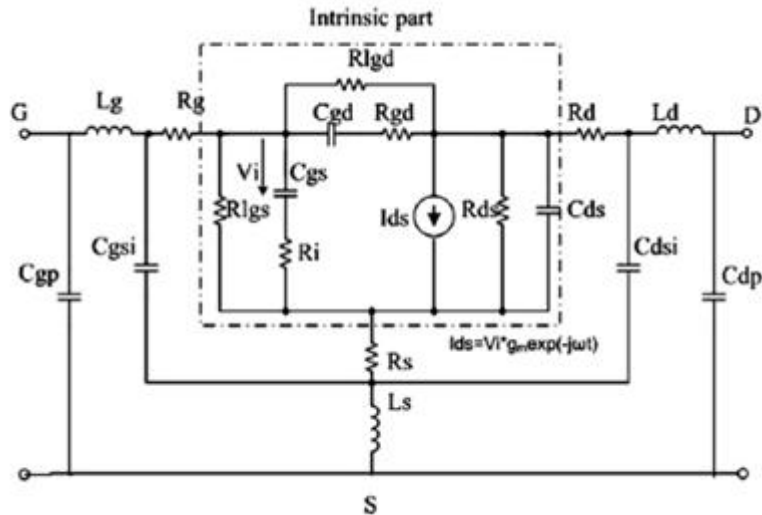 Intrinsic part
Rlgd
G
Lg
Rg
Cgd
Rgd
Rd
Ld
D
Vi
Cgs
Rlgs
Ri
Ids
Rds
Cds
Cgsi
Cdsi
Cgp
Cdp
Ids=Vi*gmexp(-jωt)
Rs
Ls
S